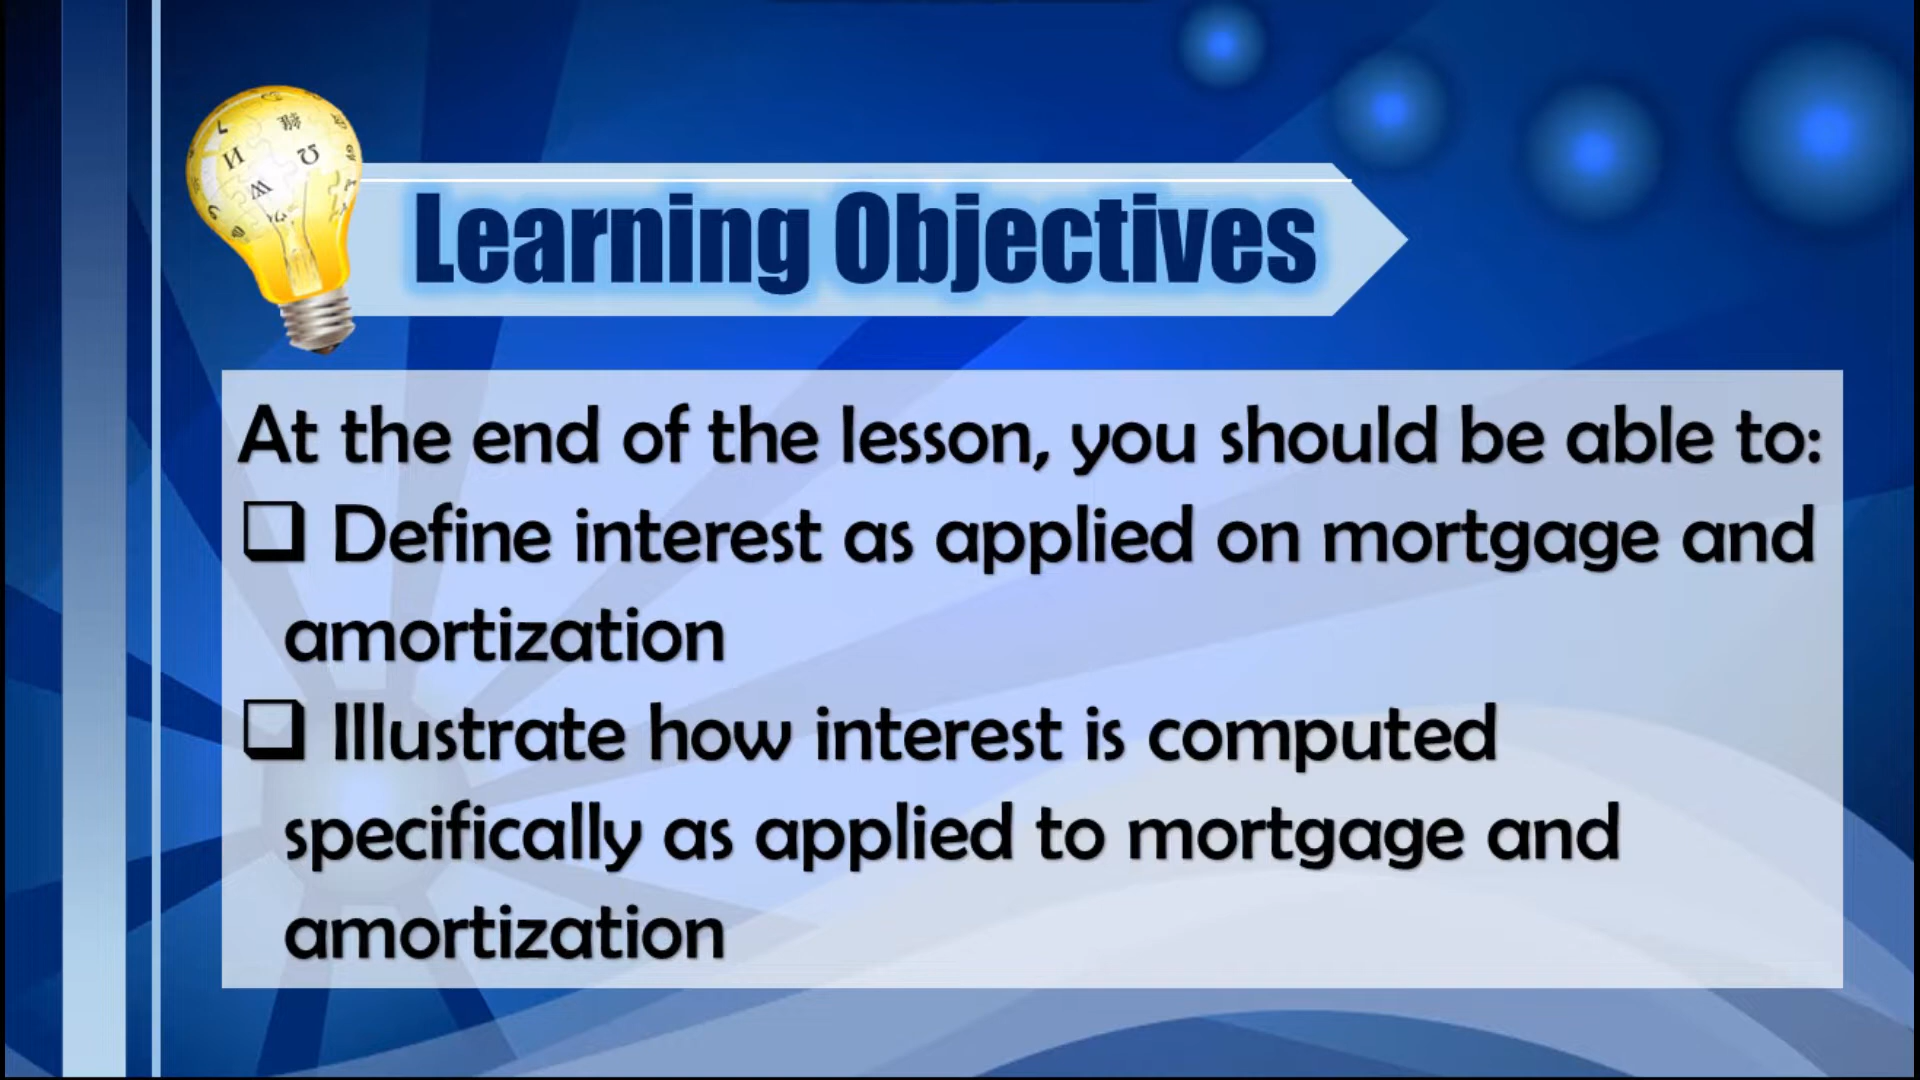 Learning Objectives
At the end of the lesson, you should be able to:
❑ Define interest as applied on mortgage and
amortization
❑ Illustrate how interest is computed
specifically as applied to mortgage and
amortization